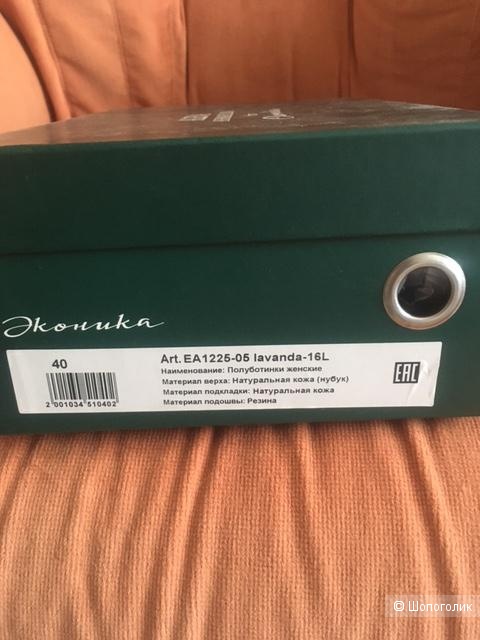 Эконика
40
2 001034 510402
Art. EA1225-05 lavanda-16L
Наименование: Полуботинки женские
Материал верха: Натуральная кожа (нубук)
Материал подкладки: Натуральная кожа
Материал подошвы: Резина
EAC
© Шопоголик